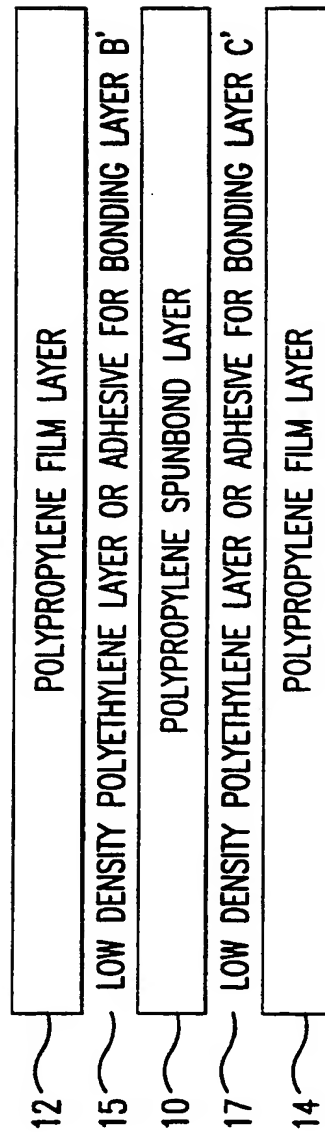 12 POLYPROPYLENE FILM LAYER
15 LOW DENSITY POLYETHYLENE LAYER OR ADHESIVE FOR BONDING LAYER B'
10 POLYPROPYLENE SPUNBOND LAYER
17 LOW DENSITY POLYETHYLENE LAYER OR ADHESIVE FOR BONDING LAYER C'
14 POLYPROPYLENE FILM LAYER